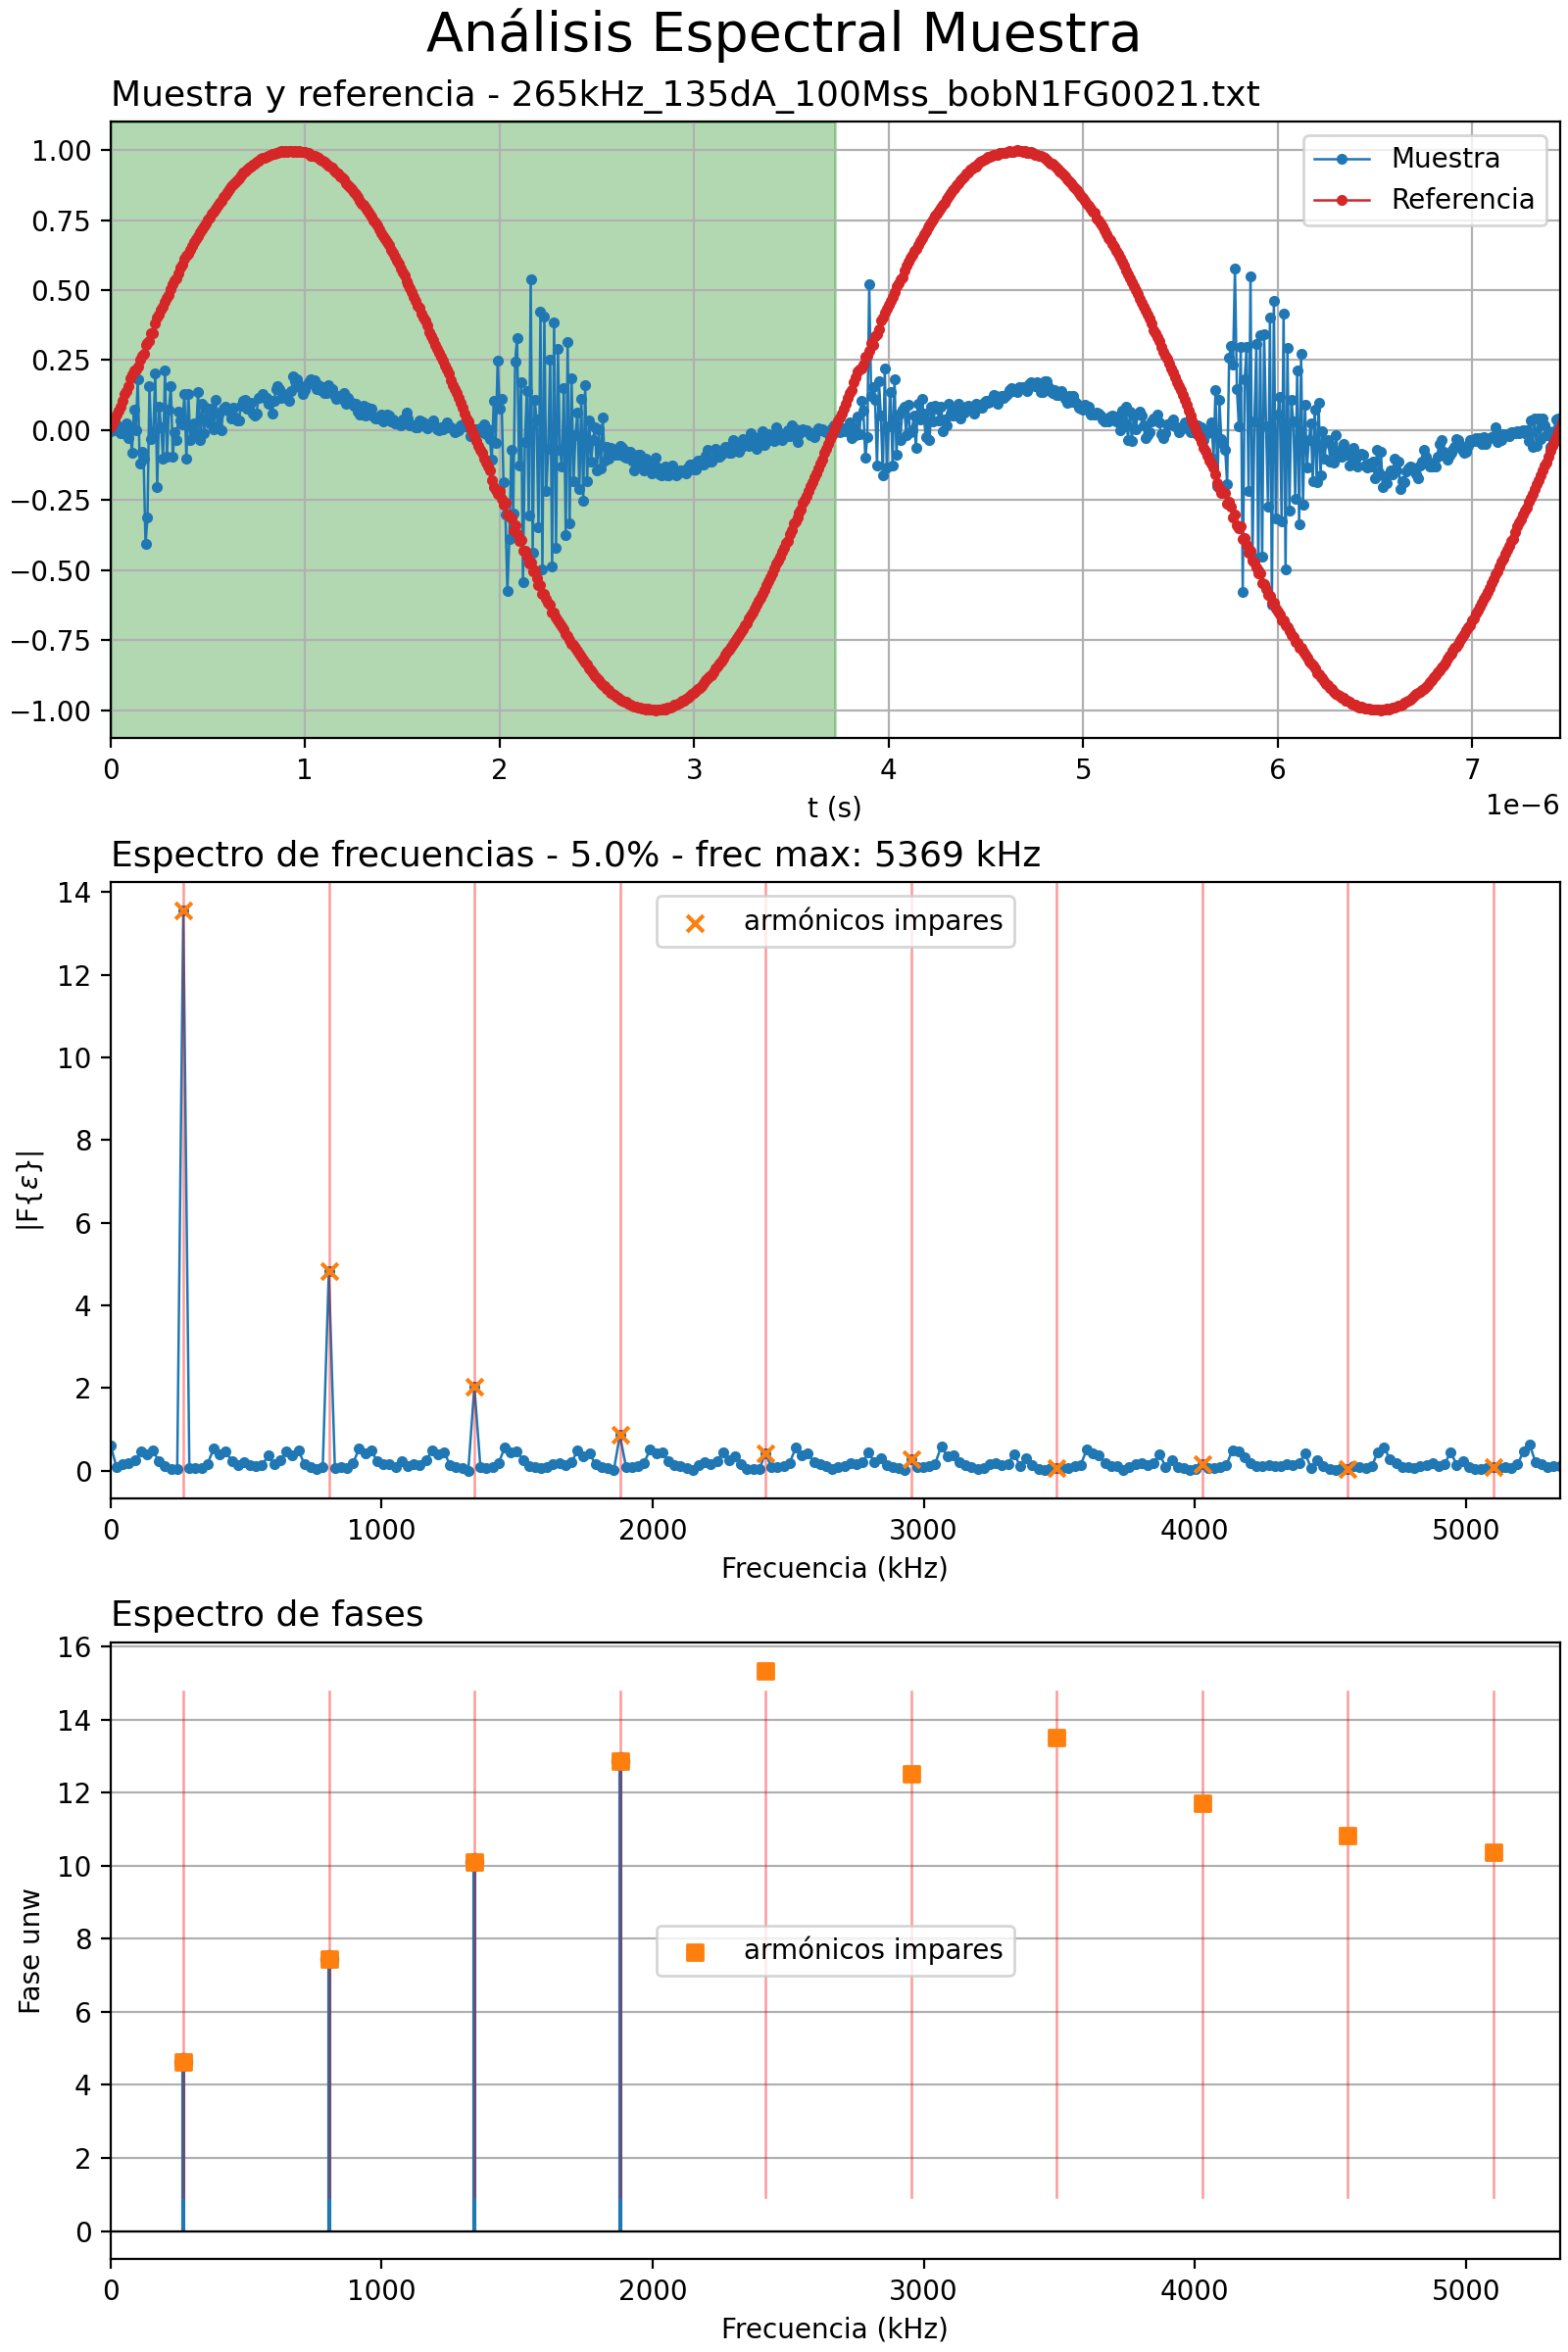 Análisis Espectral Muestra
Muestra y referencia - 265kHz_135dA_100Mss_bobN1FG0021.txt
1.00
0.75
0.50
0.25
0.00
−0.25
−0.50
−0.75
−1.00
Muestra
Referencia
0 1 2 3 4 5 6 7
t (s)
1e−6
Espectro de frecuencias - 5.0% - frec max: 5369 kHz
14
12
10
8
6
4
2
0
|F{ε}|
armónicos impares
0 1000 2000 3000 4000 5000
Frecuencia (kHz)
Espectro de fases
16
14
12
10
8
6
4
2
0
Fase unw
armónicos impares
0 1000 2000 3000 4000 5000
Frecuencia (kHz)